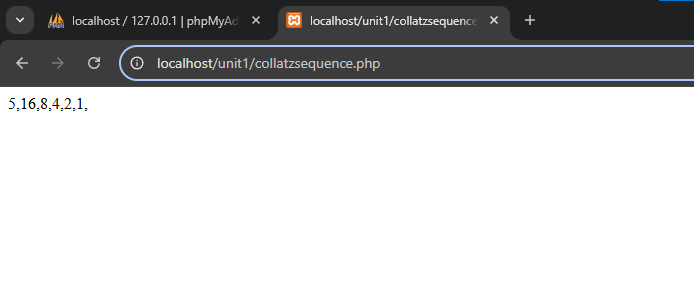 localhost / 127.0.0.1 | phpMyAd
localhost/unit1/collatzsequence
localhost/unit1/collatzsequence.php
5,16,8,4,2,1,